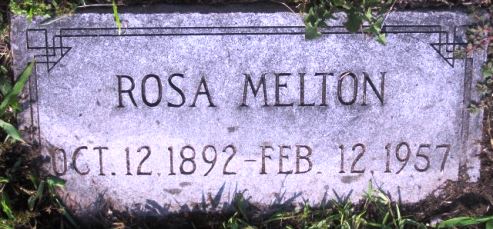 ROSA MELTON
OCT. 12, 1892 - FEB. 12, 1957